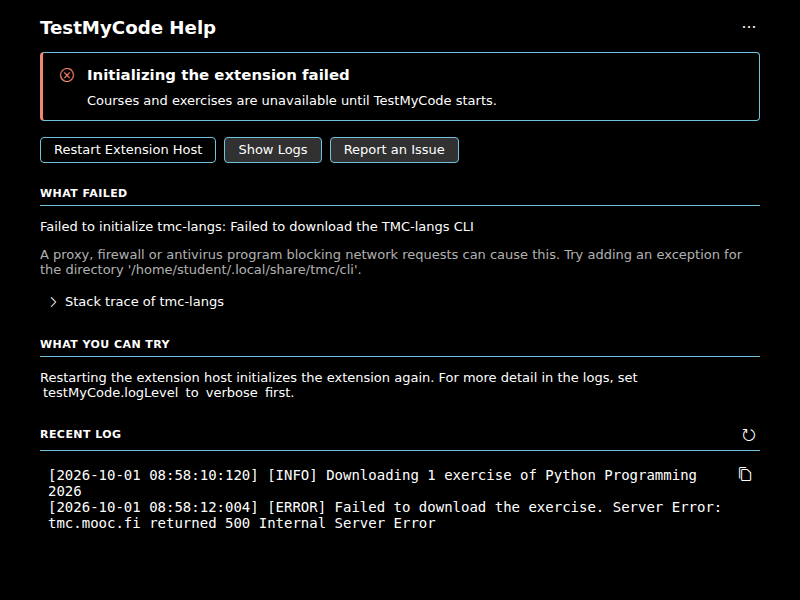 TestMyCode Help
Initializing the extension failed
Courses and exercises are unavailable until TestMyCode starts.
Restart Extension Host
Show Logs
Report an Issue
WHAT FAILED
Failed to initialize tmc-langs: Failed to download the TMC-langs CLI
A proxy, firewall or antivirus program blocking network requests can cause this. Try adding an exception for
the directory '/home/student/.local/share/tmc/cli'.
Stack trace of tmc-langs
WHAT YOU CAN TRY
Restarting the extension host initializes the extension again. For more detail in the logs, set
testMyCode.logLevel to verbose first.
RECENT LOG
[2026-10-01 08:58:10:120] [INFO] Downloading 1 exercise of Python Programming
2026
[2026-10-01 08:58:12:004] [ERROR] Failed to download the exercise. Server Error:
tmc.mooc.fi returned 500 Internal Server Error